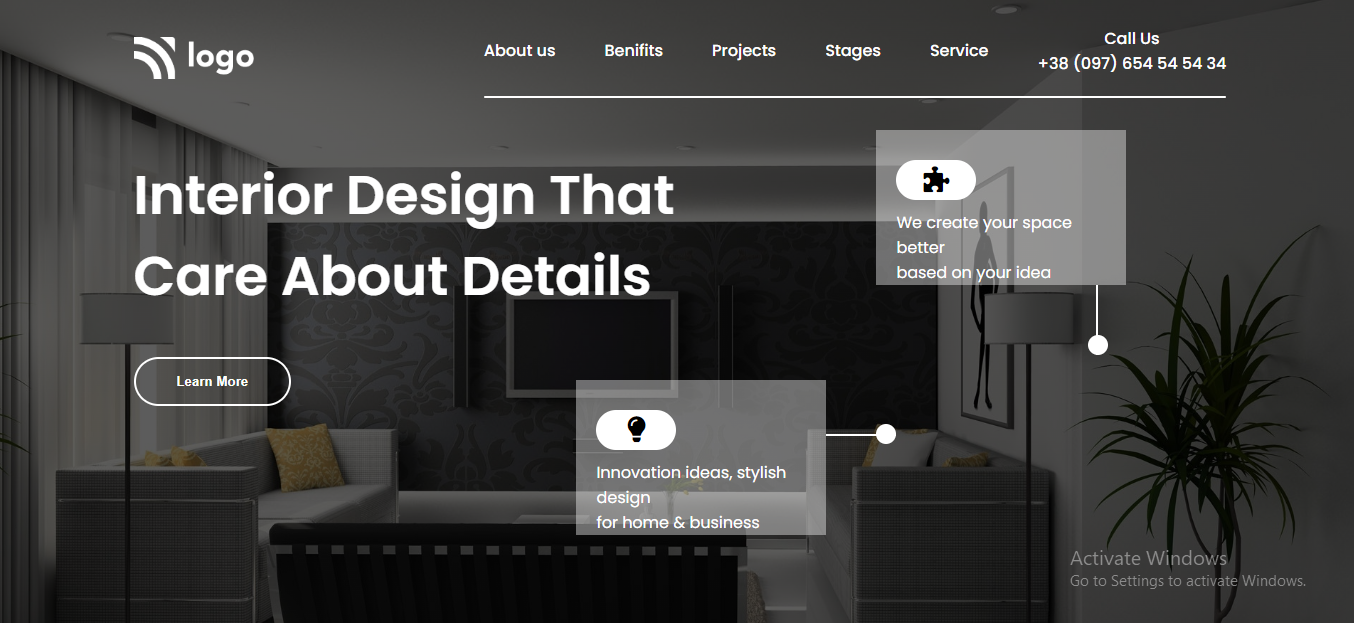 logo
About us
Benifits
Projects
Stages
Service
Call Us
+38 (097) 654 54 54 34
Interior Design That
Care About Details
Learn More
We create your space
better
based on your idea
Innovation ideas, stylish
design
for home & business
Activate Windows
Go to Settings to activate Windows.